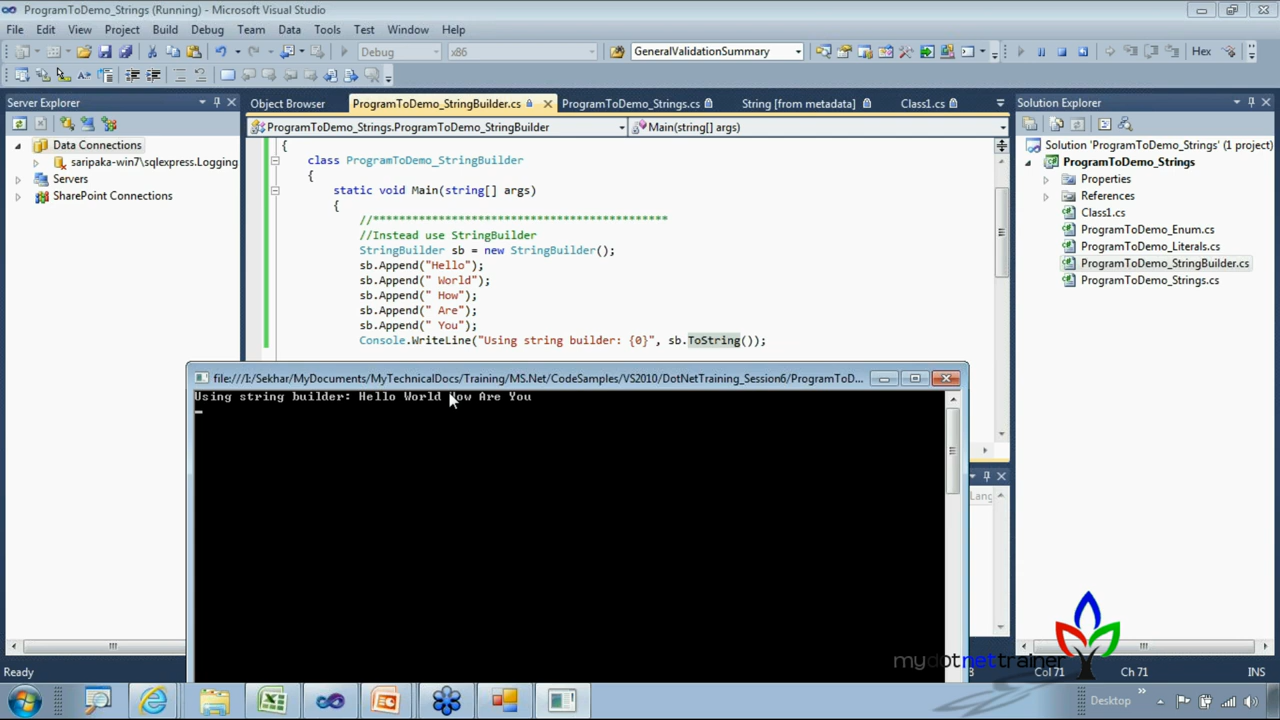 ProgramToDemo_Strings (Running) - Microsoft Visual Studio
File Edit View Project Build Debug Team Data Tools Test Window Help
Debug x86 GeneralValidationSummary Hex
Server Explorer
Data Connections
saripaka-win7\sqlexpress.Logging
Servers
SharePoint Connections
Object Browser ProgramToDemo_StringBuilder.cs ProgramToDemo_Strings.cs String [from metadata] Class1.cs
ProgramToDemo_Strings.ProgramToDemo_StringBuilder Main(string[] args)
{
class ProgramToDemo_StringBuilder
{
static void Main(string[] args)
{
//*********************************************
//Instead use StringBuilder
StringBuilder sb = new StringBuilder();
sb.Append("Hello");
sb.Append(" World");
sb.Append(" How");
sb.Append(" Are");
sb.Append(" You");
Console.WriteLine("Using string builder: {0}", sb.ToString());
Solution Explorer
Solution 'ProgramToDemo_Strings' (1 project)
ProgramToDemo_Strings
Properties
References
Class1.cs
ProgramToDemo_Enum.cs
ProgramToDemo_Literals.cs
ProgramToDemo_StringBuilder.cs
ProgramToDemo_Strings.cs
file:///I:/Sekhar/MyDocuments/MyTechnicalDocs/Training/MS.Net/CodeSamples/VS2010/DotNetTraining_Session6/ProgramToD...
Using string builder: Hello World How Are You
Lang
mydotnettrainer
Ready Col 71 Ch 71 INS
Desktop